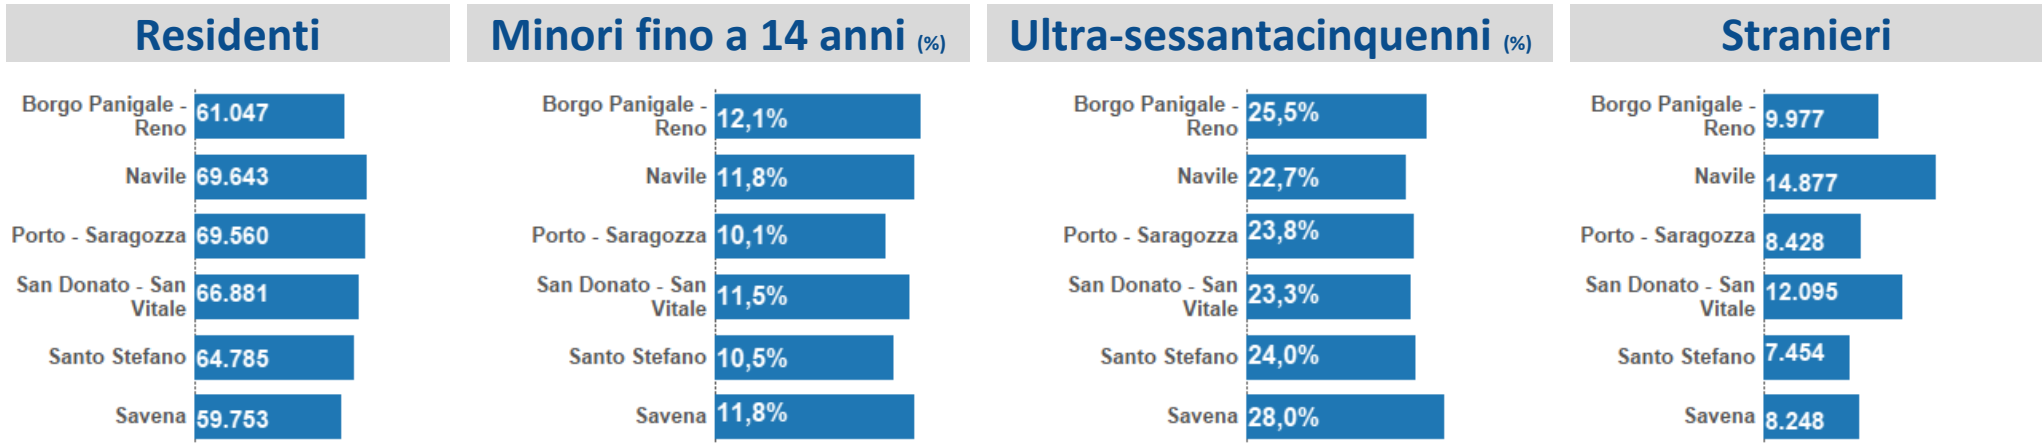 Residenti
Borgo Panigale -
Reno
61.047
Navile 69.643
Porto - Saragozza 69.560
San Donato - San
Vitale
66.881
Santo Stefano 64.785
Savena 59.753
Minori fino a 14 anni (%)
Borgo Panigale -
Reno
12,1%
Navile 11,8%
Porto - Saragozza 10,1%
San Donato - San
Vitale
11,5%
Santo Stefano 10,5%
Savena 11,8%
Ultra-sessantacinquenni (%)
Borgo Panigale -
Reno
25,5%
Navile 22,7%
Porto - Saragozza 23,8%
San Donato - San
Vitale
23,3%
Santo Stefano 24,0%
Savena 28,0%
Stranieri
Borgo Panigale -
Reno
9.977
Navile 14.877
Porto - Saragozza 8.428
San Donato - San
Vitale
12.095
Santo Stefano 7.454
Savena 8.248